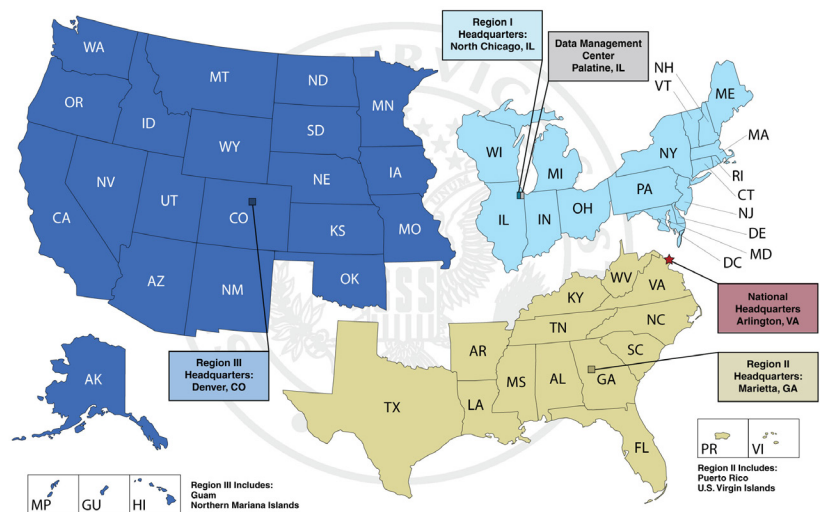 Region I
Headquarters:
North Chicago, IL
Data Management
Center
Palatine, IL
WA
MT
ND
MN
OR
ID
SD
WY
IA
NE
NV
UT
CO
KS
MO
CA
AZ
NM
OK
AK
WI
MI
IL
IN
OH
NY
PA
NH
VT
ME
MA
RI
CT
NJ
DE
MD
DC
National
Headquarters
Arlington, VA
Region III
Headquarters:
Denver, CO
WV
VA
KY
TN
NC
SC
AR
MS
AL
GA
LA
TX
FL
Region II
Headquarters:
Marietta, GA
PR
VI
Region II Includes:
Puerto Rico
U.S. Virgin Islands
MP
GU
HI
Region III Includes:
Guam
Northern Mariana Islands